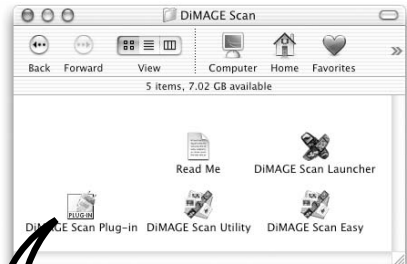 DiMAGE Scan
Back Forward View Computer Home Favorites
5 items, 7.02 GB available
Read Me DiMAGE Scan Launcher
PLUG-IN
DiMAGE Scan Plug-in DiMAGE Scan Utility DiMAGE Scan Easy